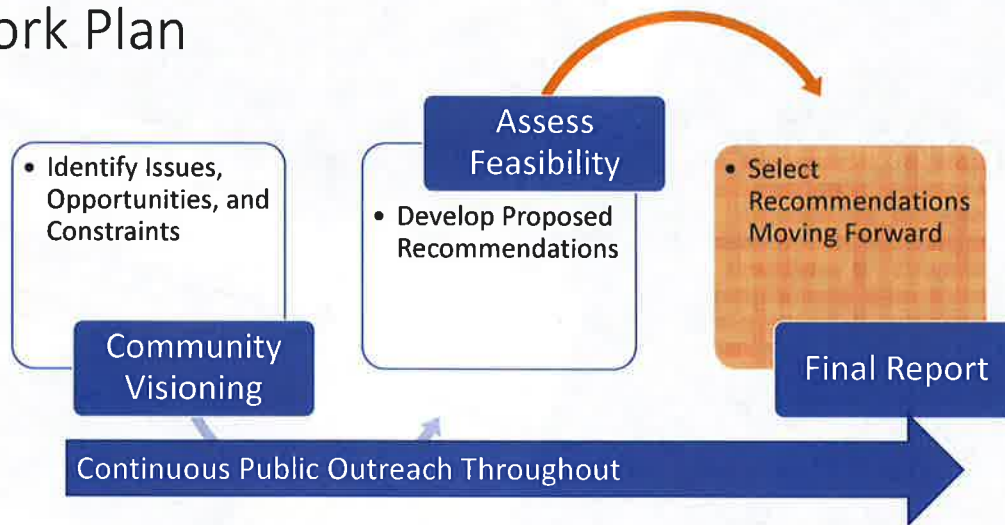 ork Plan
Assess
Feasibility
• Identify Issues,
Opportunities, and
Constraints
Community
Visioning
• Develop Proposed
Recommendations
• Select
Recommendations
Moving Forward
Final Report
Continuous Public Outreach Throughout